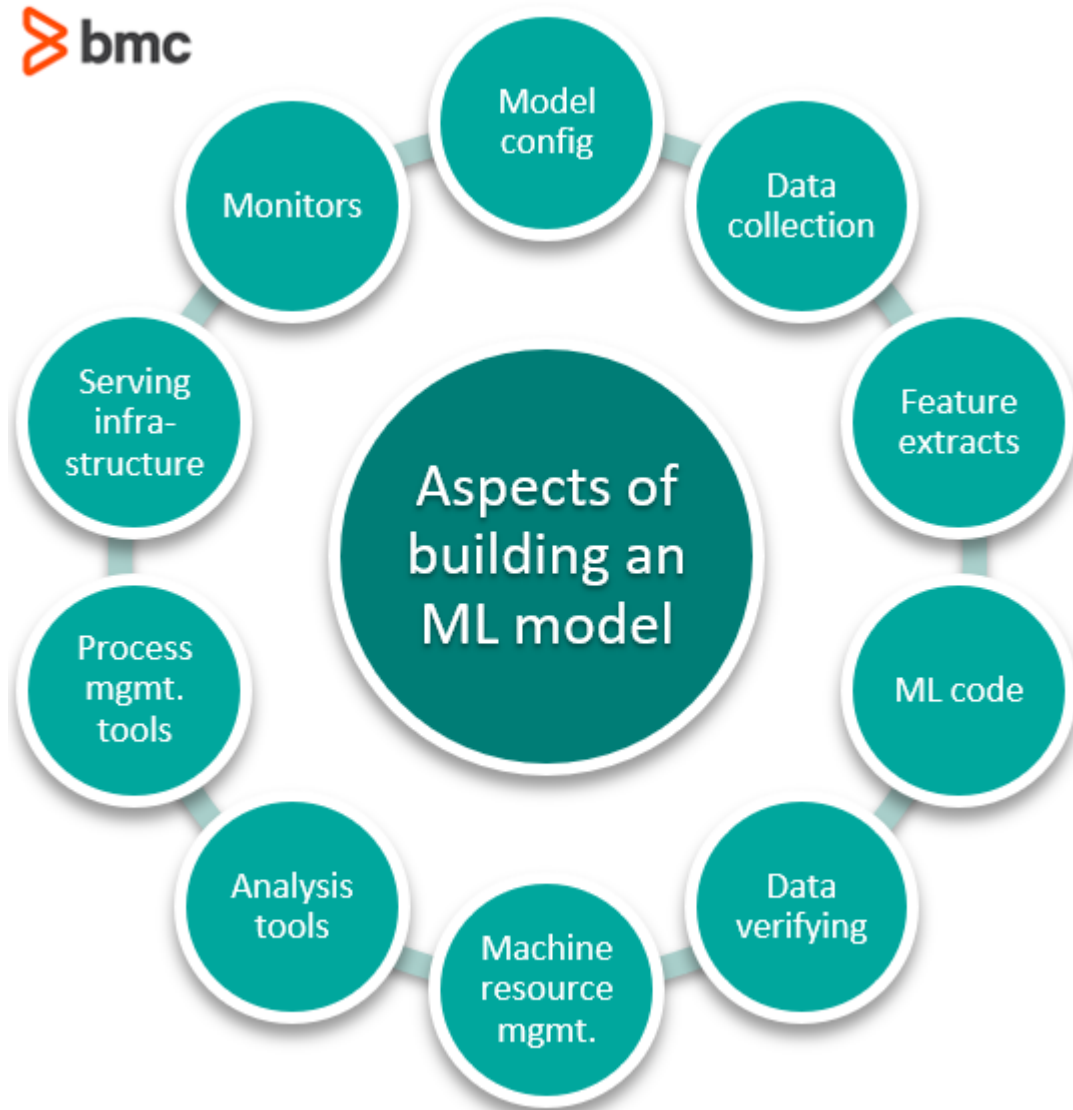 bmc
Model
config
Data
collection
Feature
extracts
ML code
Data
verifying
Machine
resource
mgmt.
Analysis
tools
Process
mgmt.
tools
Serving
infra-
structure
Monitors
Aspects of
building an
ML model